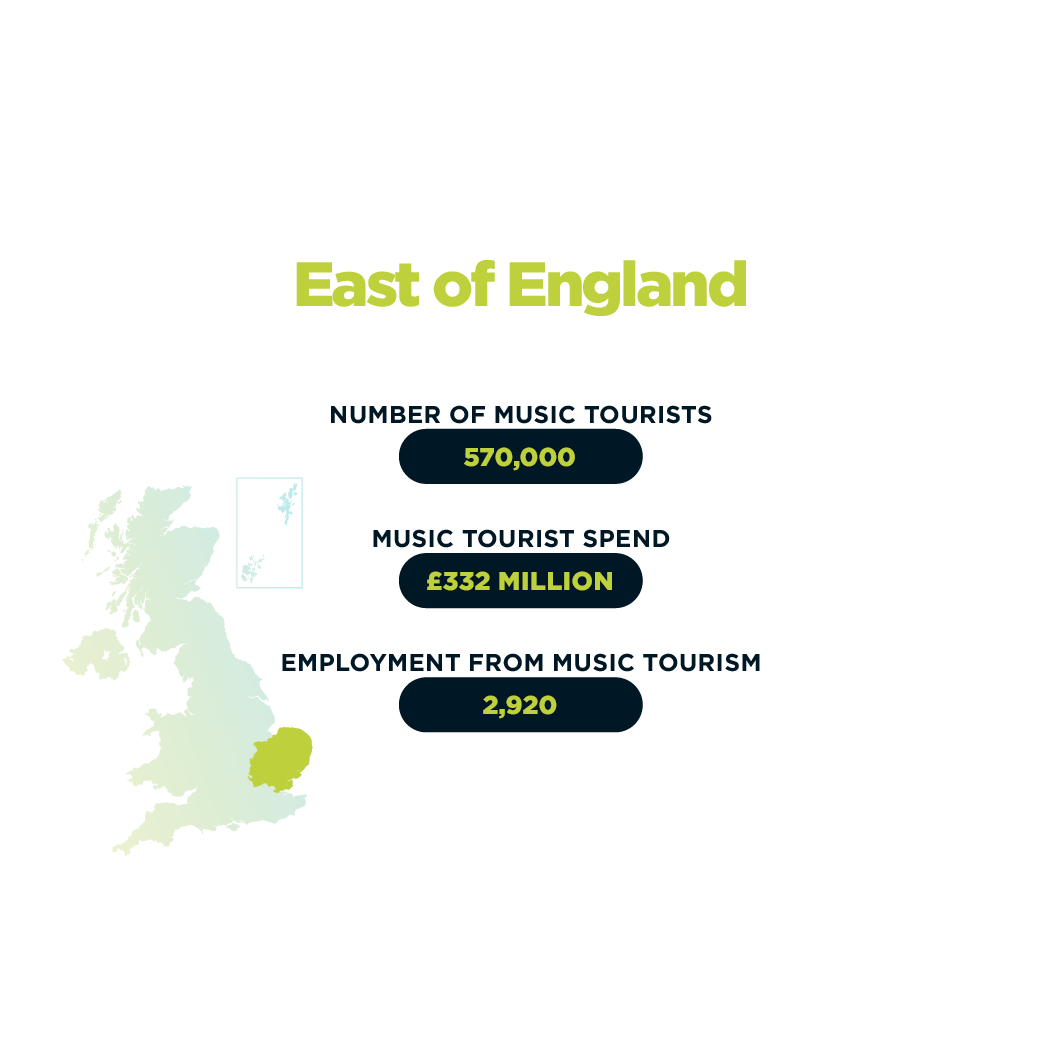 East of England
NUMBER OF MUSIC TOURISTS
570,000
MUSIC TOURIST SPEND
£332 MILLION
EMPLOYMENT FROM MUSIC TOURISM
2,920